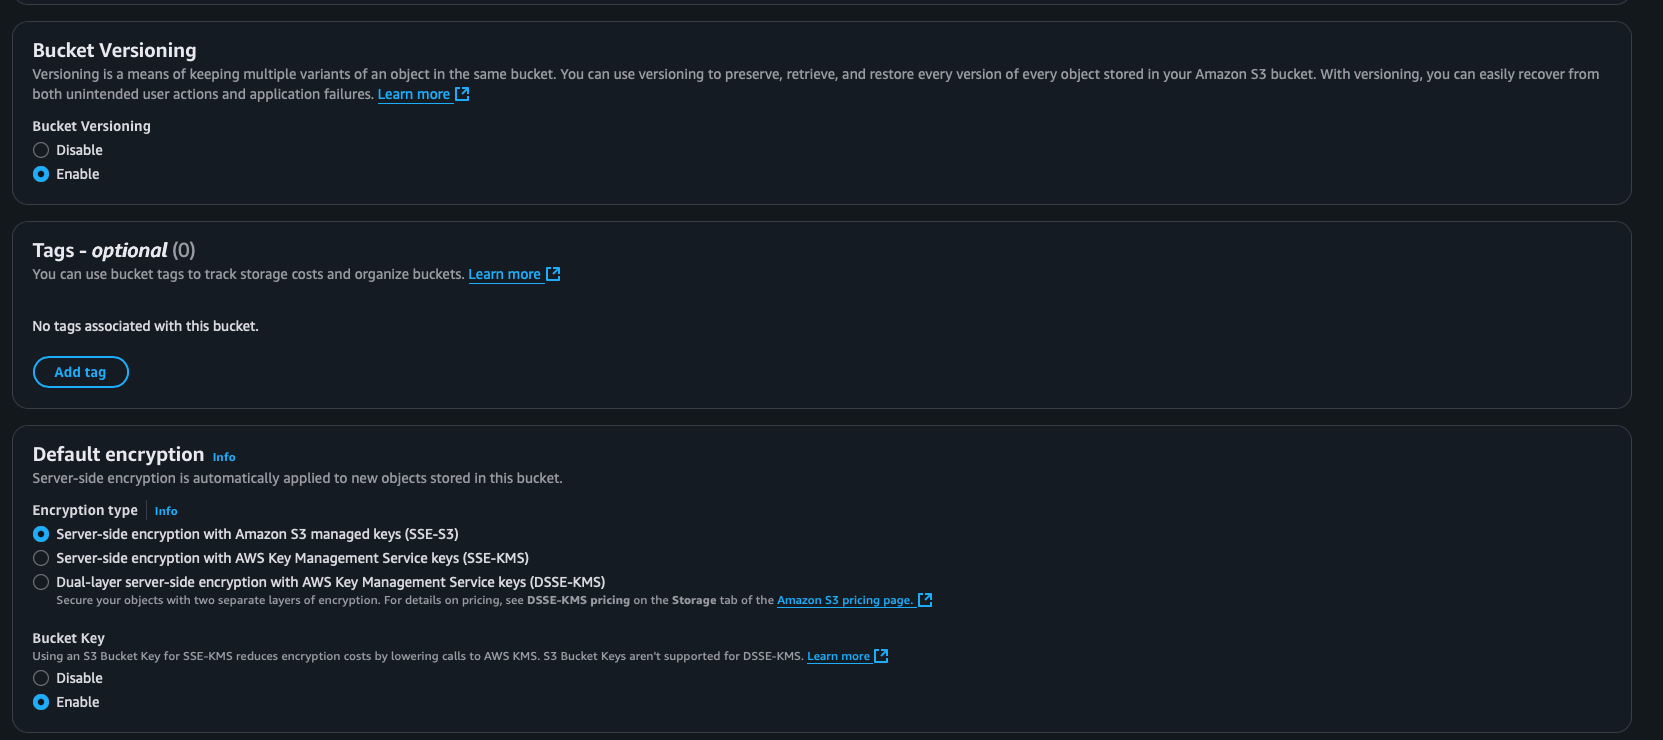 Bucket Versioning
Versioning is a means of keeping multiple variants of an object in the same bucket. You can use versioning to preserve, retrieve, and restore every version of every object stored in your Amazon S3 bucket. With versioning, you can easily recover from
both unintended user actions and application failures. Learn more
Bucket Versioning
Disable
Enable
Tags - optional (0)
You can use bucket tags to track storage costs and organize buckets. Learn more
No tags associated with this bucket.
Add tag
Default encryption Info
Server-side encryption is automatically applied to new objects stored in this bucket.
Encryption type Info
Server-side encryption with Amazon S3 managed keys (SSE-S3)
Server-side encryption with AWS Key Management Service keys (SSE-KMS)
Dual-layer server-side encryption with AWS Key Management Service keys (DSSE-KMS)
Secure your objects with two separate layers of encryption. For details on pricing, see DSSE-KMS pricing on the Storage tab of the Amazon S3 pricing page.
Bucket Key
Using an S3 Bucket Key for SSE-KMS reduces encryption costs by lowering calls to AWS KMS. S3 Bucket Keys aren't supported for DSSE-KMS. Learn more
Disable
Enable